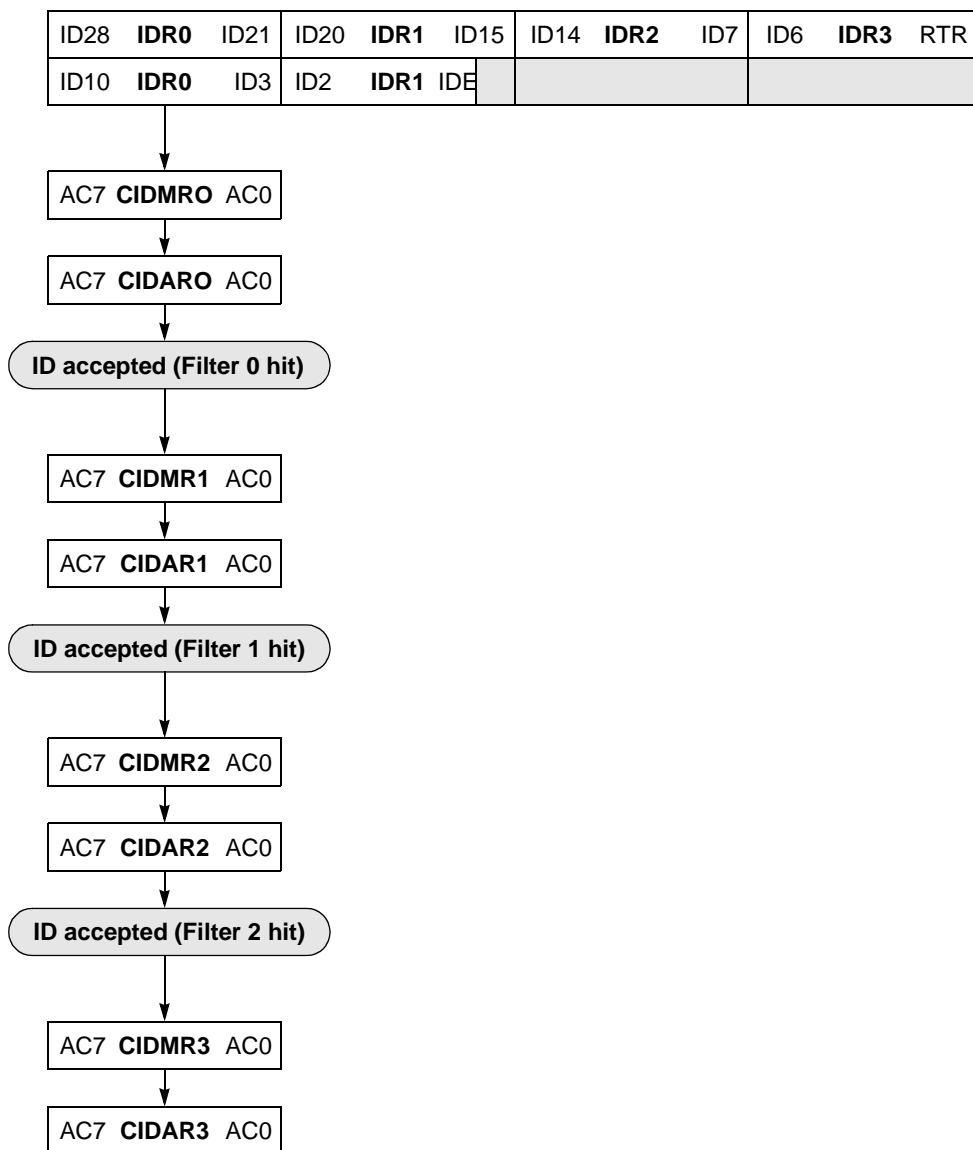 ID28 IDR0 ID21 ID20 IDR1 ID15 ID14 IDR2 ID7 ID6 IDR3 RTR
ID10 IDR0 ID3 ID2 IDR1 IDE
AC7 CIDMRO AC0
AC7 CIDARO AC0
ID accepted (Filter 0 hit)
AC7 CIDMR1 AC0
AC7 CIDAR1 AC0
ID accepted (Filter 1 hit)
AC7 CIDMR2 AC0
AC7 CIDAR2 AC0
ID accepted (Filter 2 hit)
AC7 CIDMR3 AC0
AC7 CIDAR3 AC0